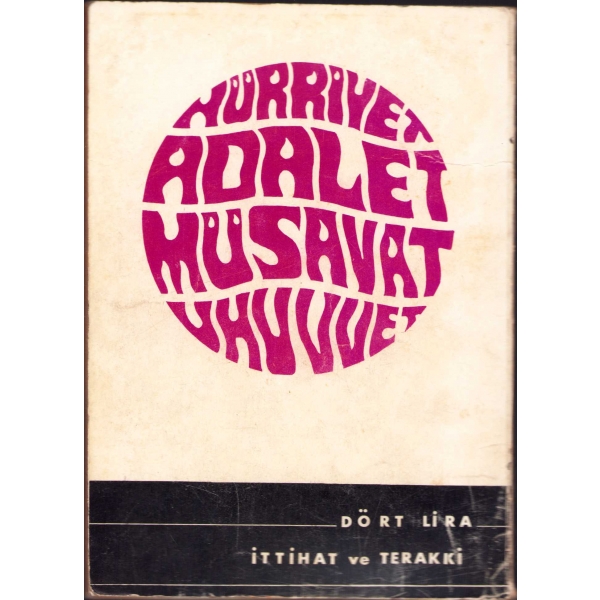 HÜRRİYET
ADALET
MÜSAVAT
UHUVVET
DÖRT LİRA
İTTİHAT ve TERAKKİ